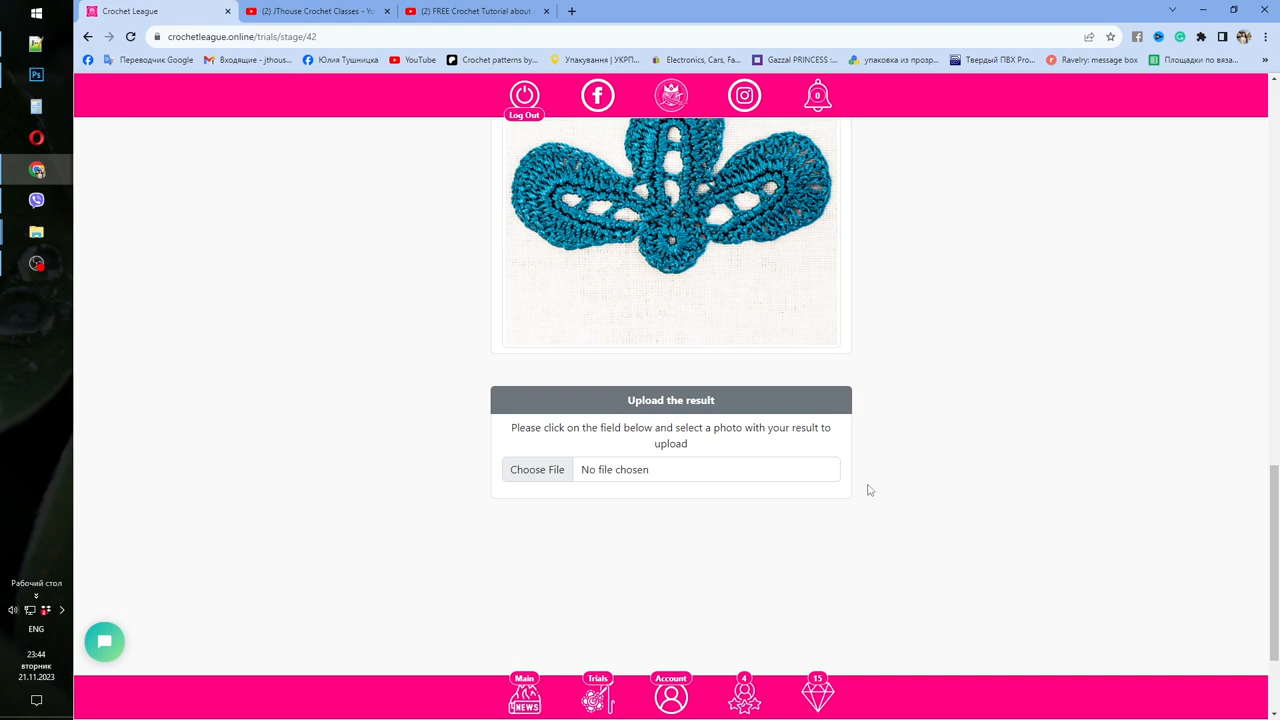 Crochet League
(2) JThouse Crochet Classes - Yo
(2) FREE Crochet Tutorial about
crochetleague.online/trials/stage/42
Переводчик Google
Входящие - jthous...
Юлия Тушницка
YouTube
Crochet patterns by...
Упакування | УКРП...
Electronics, Cars, Fa...
Gazzal PRINCESS :...
упаковка из прозр...
Твердый ПВХ Pro...
Ravelry: message box
Площадки по вяза...
0
Log Out
Upload the result
Please click on the field below and select a photo with your result to
upload
Choose File
No file chosen
Рабочий стол
ENG
23:44
вторник
21.11.2023
Main
Trials
Account
4
15
NEWS
Ps